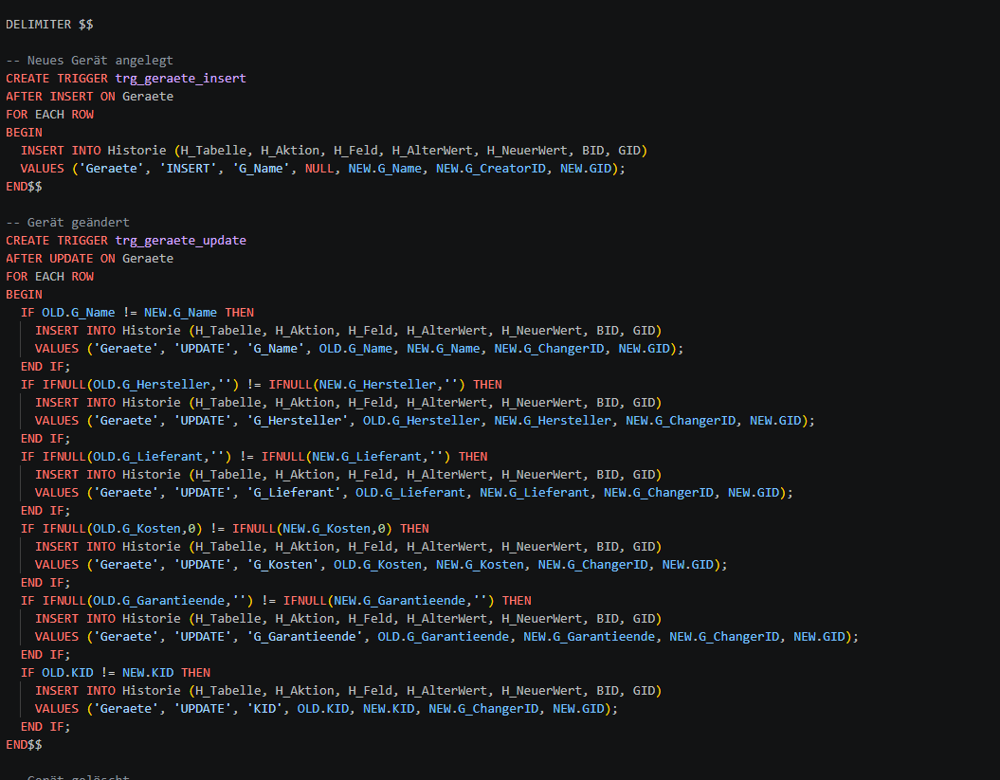 DELIMITER $$
-- Neues Gerät angelegt
CREATE TRIGGER trg_geraete_insert
AFTER INSERT ON Geraete
FOR EACH ROW
BEGIN
  INSERT INTO Historie (H_Tabelle, H_Aktion, H_Feld, H_AlterWert, H_NeuerWert, BID, GID)
  VALUES ('Geraete', 'INSERT', 'G_Name', NULL, NEW.G_Name, NEW.G_CreatorID, NEW.GID);
END$$
-- Gerät geändert
CREATE TRIGGER trg_geraete_update
AFTER UPDATE ON Geraete
FOR EACH ROW
BEGIN
  IF OLD.G_Name != NEW.G_Name THEN
    INSERT INTO Historie (H_Tabelle, H_Aktion, H_Feld, H_AlterWert, H_NeuerWert, BID, GID)
    VALUES ('Geraete', 'UPDATE', 'G_Name', OLD.G_Name, NEW.G_Name, NEW.G_ChangerID, NEW.GID);
  END IF;
  IF IFNULL(OLD.G_Hersteller,'') != IFNULL(NEW.G_Hersteller,'') THEN
    INSERT INTO Historie (H_Tabelle, H_Aktion, H_Feld, H_AlterWert, H_NeuerWert, BID, GID)
    VALUES ('Geraete', 'UPDATE', 'G_Hersteller', OLD.G_Hersteller, NEW.G_Hersteller, NEW.G_ChangerID, NEW.GID);
  END IF;
  IF IFNULL(OLD.G_Lieferant,'') != IFNULL(NEW.G_Lieferant,'') THEN
    INSERT INTO Historie (H_Tabelle, H_Aktion, H_Feld, H_AlterWert, H_NeuerWert, BID, GID)
    VALUES ('Geraete', 'UPDATE', 'G_Lieferant', OLD.G_Lieferant, NEW.G_Lieferant, NEW.G_ChangerID, NEW.GID);
  END IF;
  IF IFNULL(OLD.G_Kosten,0) != IFNULL(NEW.G_Kosten,0) THEN
    INSERT INTO Historie (H_Tabelle, H_Aktion, H_Feld, H_AlterWert, H_NeuerWert, BID, GID)
    VALUES ('Geraete', 'UPDATE', 'G_Kosten', OLD.G_Kosten, NEW.G_Kosten, NEW.G_ChangerID, NEW.GID);
  END IF;
  IF IFNULL(OLD.G_Garantieende,'') != IFNULL(NEW.G_Garantieende,'') THEN
    INSERT INTO Historie (H_Tabelle, H_Aktion, H_Feld, H_AlterWert, H_NeuerWert, BID, GID)
    VALUES ('Geraete', 'UPDATE', 'G_Garantieende', OLD.G_Garantieende, NEW.G_Garantieende, NEW.G_ChangerID, NEW.GID);
  END IF;
  IF OLD.KID != NEW.KID THEN
    INSERT INTO Historie (H_Tabelle, H_Aktion, H_Feld, H_AlterWert, H_NeuerWert, BID, GID)
    VALUES ('Geraete', 'UPDATE', 'KID', OLD.KID, NEW.KID, NEW.G_ChangerID, NEW.GID);
  END IF;
END$$
Gerät gelöscht